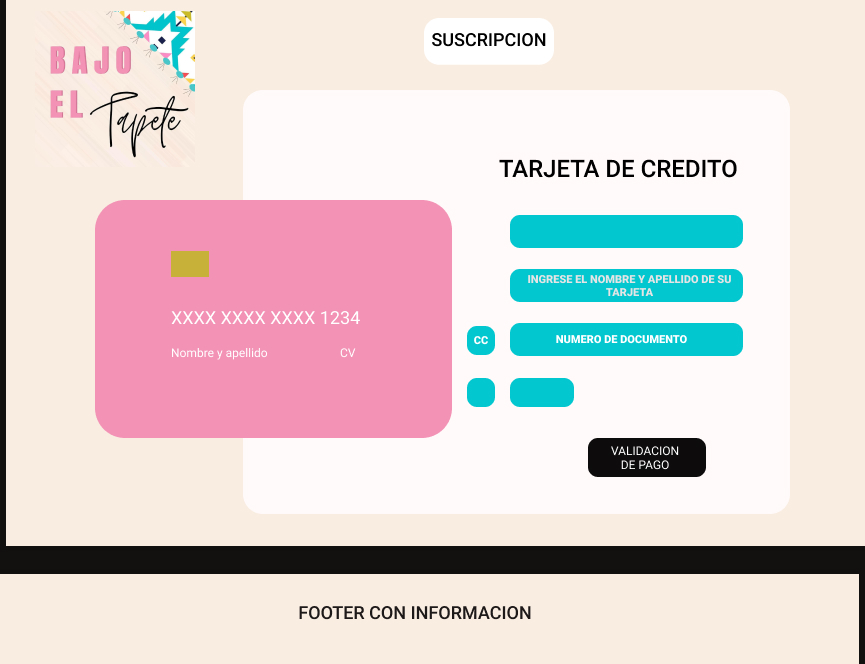 BAJO
EL Tapete
SUSCRIPCION
TARJETA DE CREDITO
XXXX XXXX XXXX 1234
Nombre y apellido CV
INGRESE EL NOMBRE Y APELLIDO DE SU
TARJETA
CC NUMERO DE DOCUMENTO
VALIDACION
DE PAGO
FOOTER CON INFORMACION